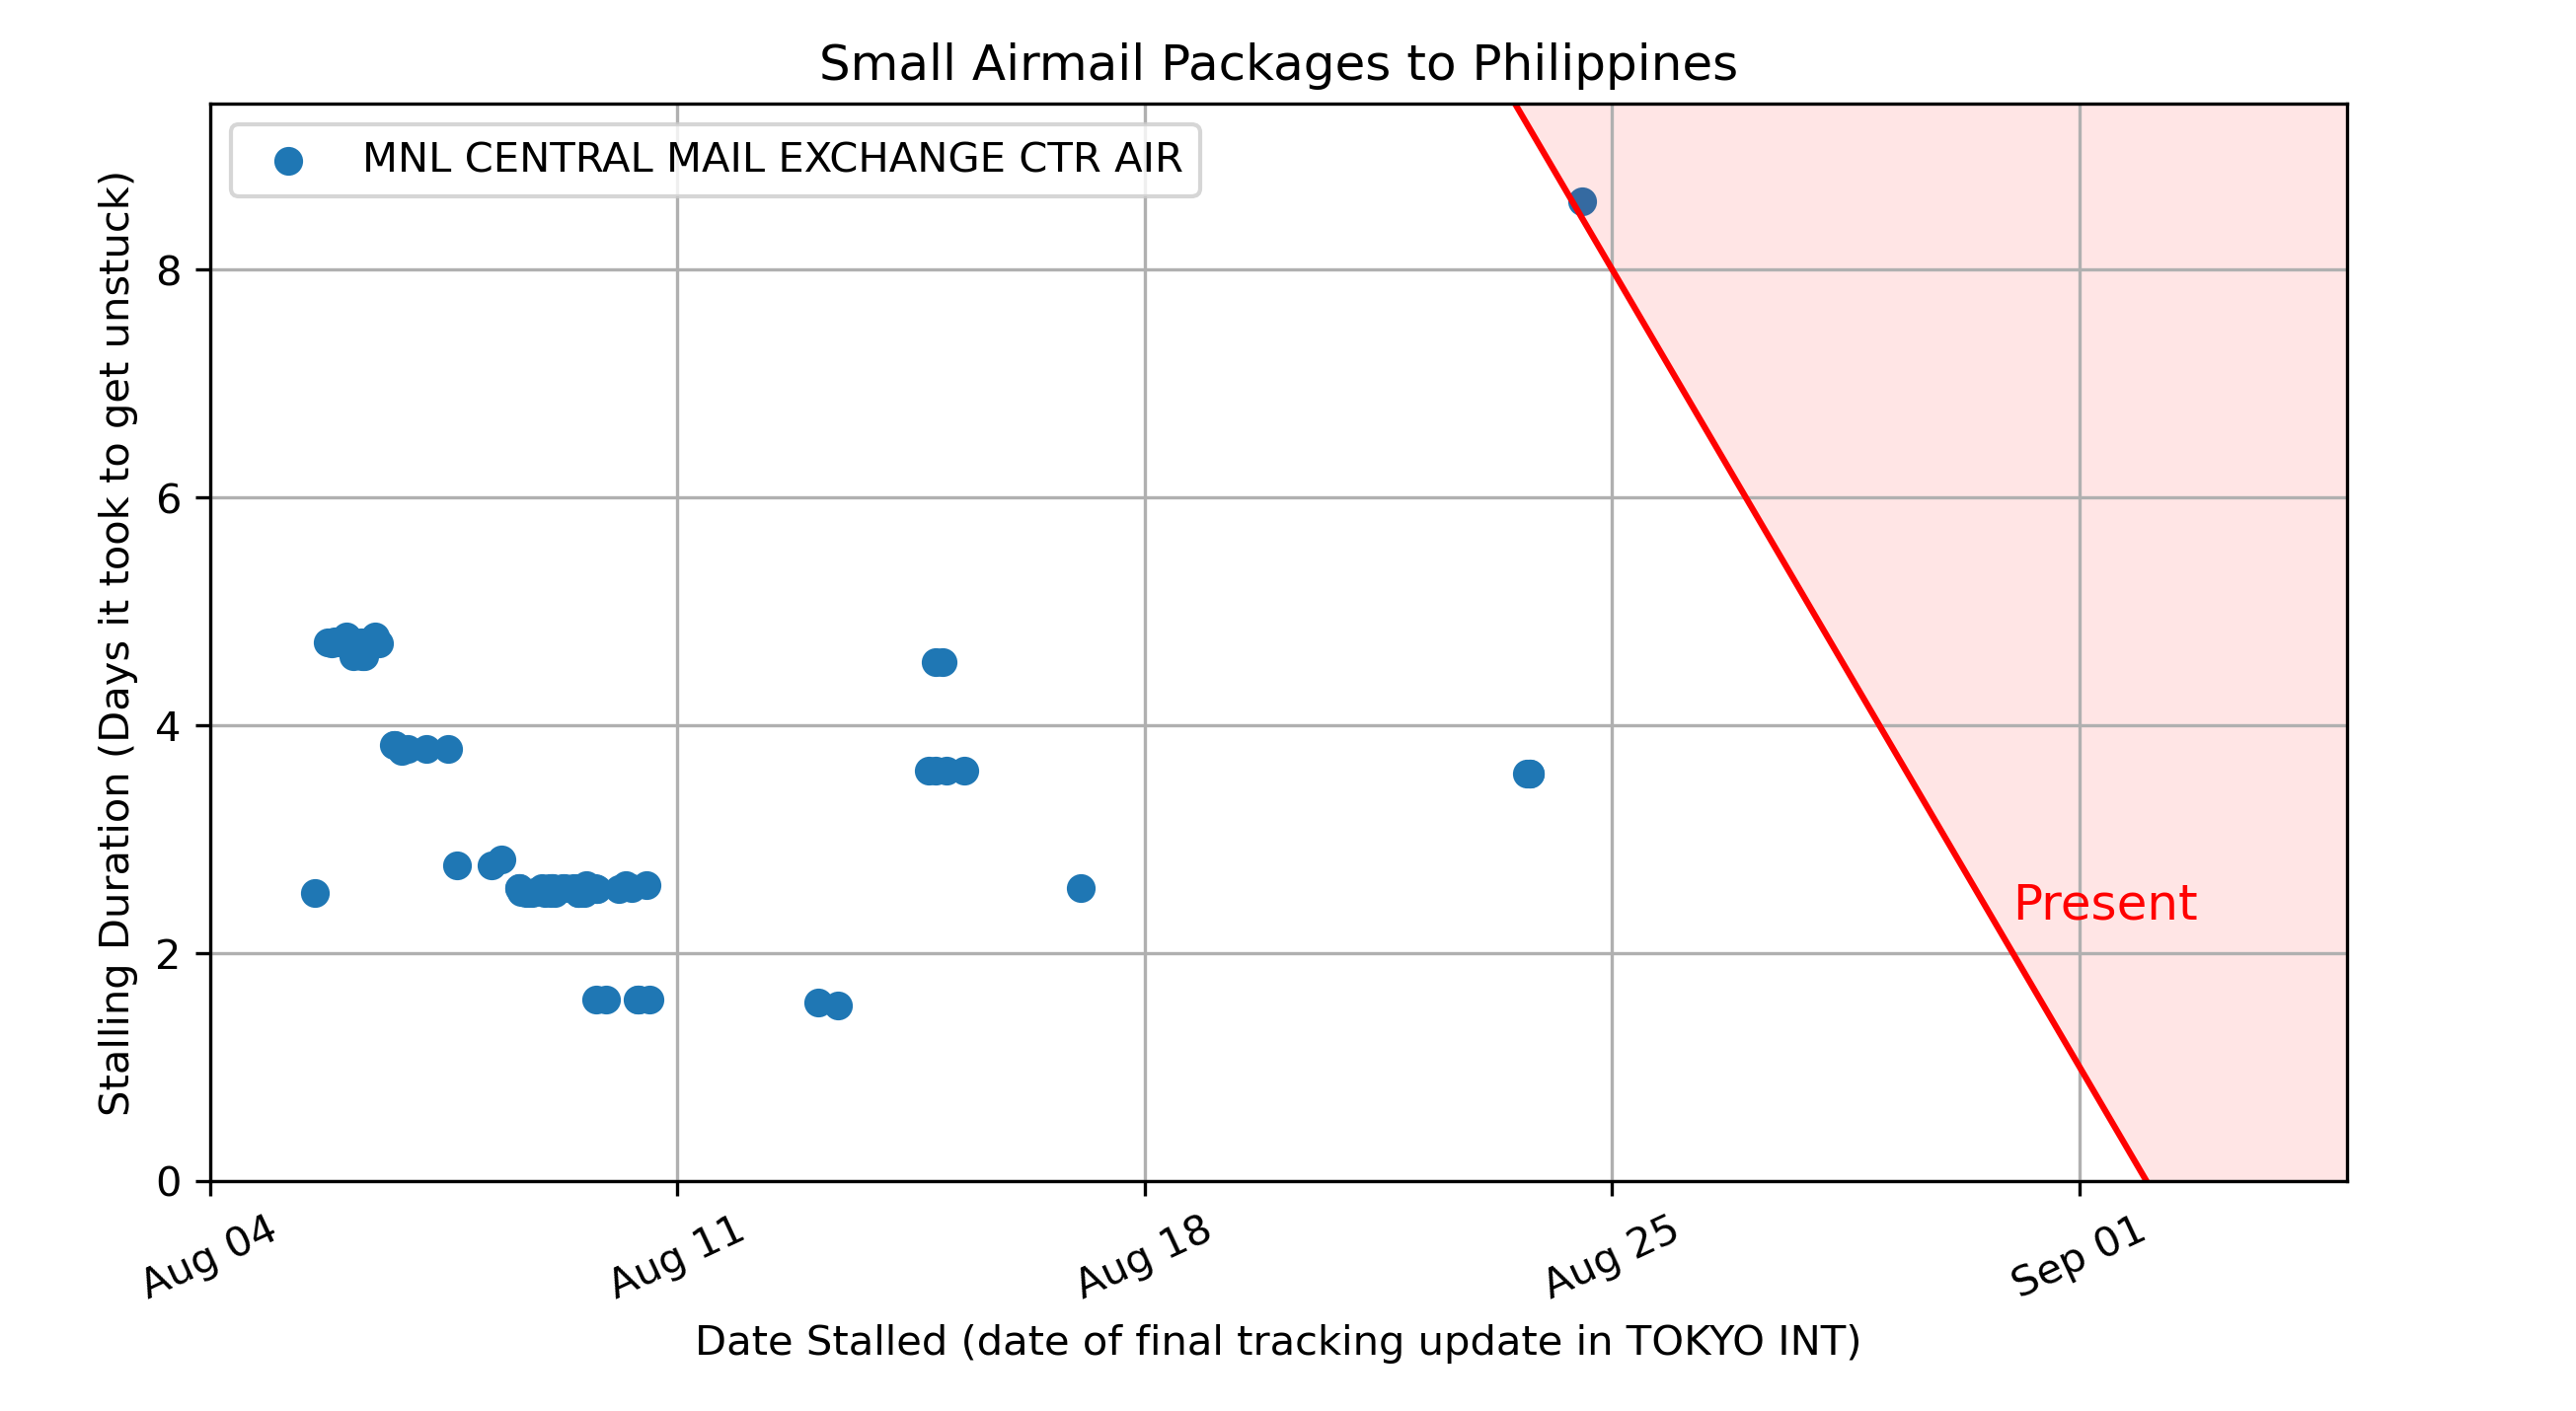 Small Airmail Packages to Philippines
MNL CENTRAL MAIL EXCHANGE CTR AIR
Stalling Duration (Days it took to get unstuck)
8
6
4
2
0
Present
Aug 04
Aug 11
Aug 18
Aug 25
Sep 01
Date Stalled (date of final tracking update in TOKYO INT)